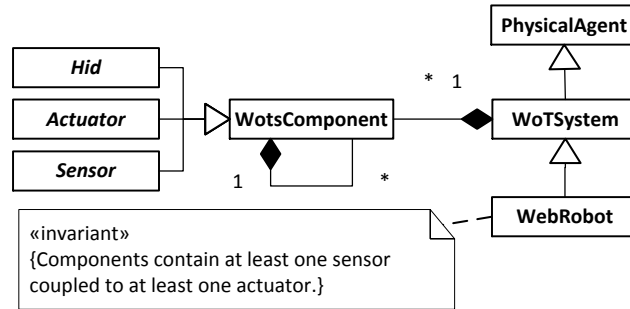 PhysicalAgent
Hid
* 1
Actuator
WotsComponent
WoTSystem
Sensor
1 *
WebRobot
«invariant»
{Components contain at least one sensor
coupled to at least one actuator.}